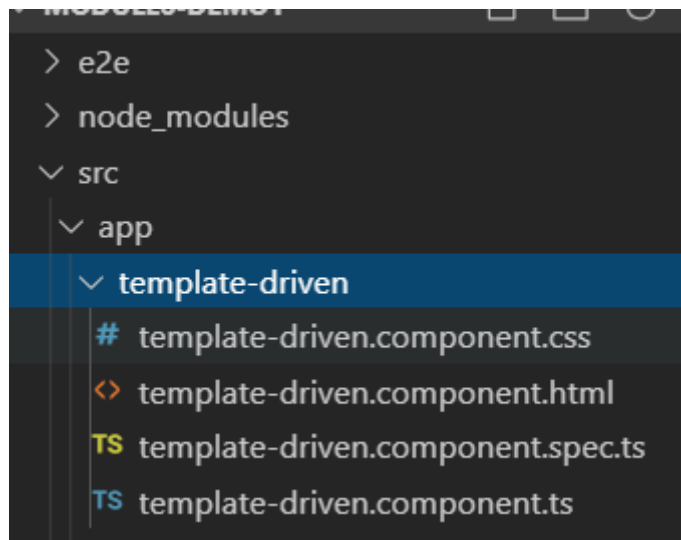 e2e
node_modules
src
app
template-driven
# template-driven.component.css
<> template-driven.component.html
TS template-driven.component.spec.ts
TS template-driven.component.ts